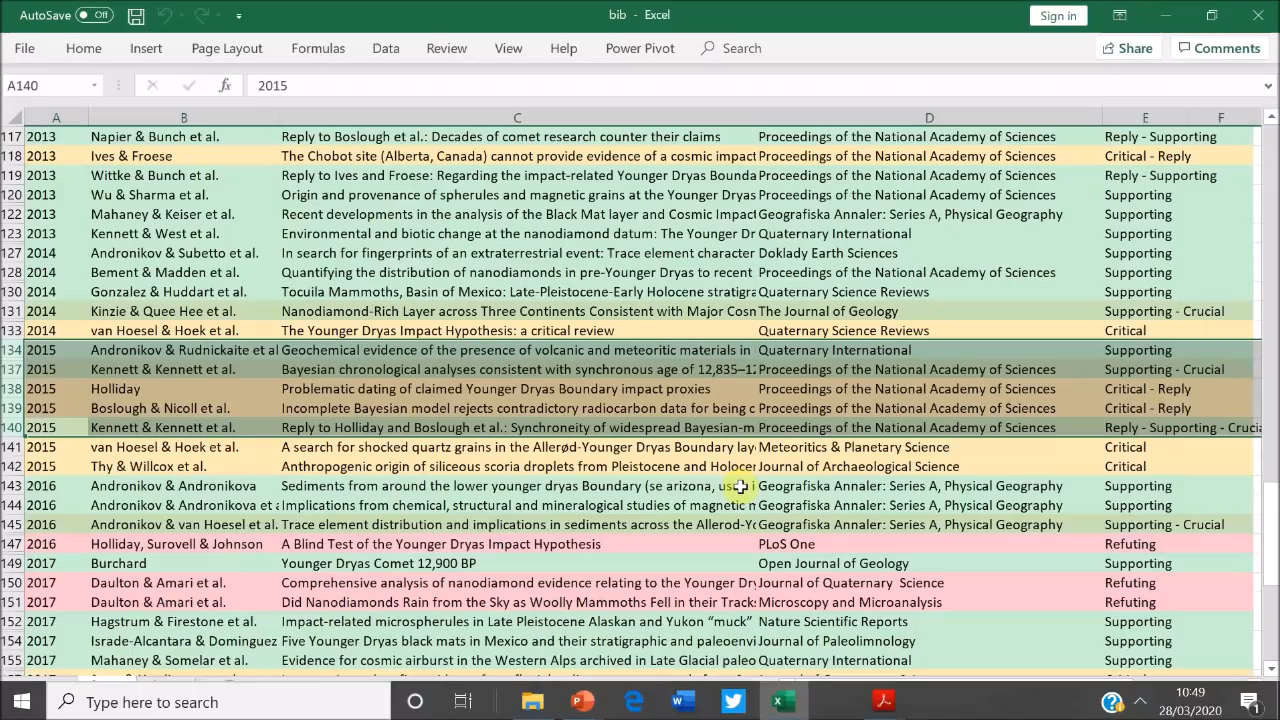 AutoSave Off bib - Excel Sign in
File Home Insert Page Layout Formulas Data Review View Help Power Pivot Search Share Comments
A140 fx 2015
A B C D E F
117 2013 Napier & Bunch et al. Reply to Boslough et al.: Decades of comet research counter their claims Proceedings of the National Academy of Sciences Reply - Supporting
118 2013 Ives & Froese The Chobot site (Alberta, Canada) cannot provide evidence of a cosmic impact Proceedings of the National Academy of Sciences Critical - Reply
119 2013 Wittke & Bunch et al. Reply to Ives and Froese: Regarding the impact-related Younger Dryas Bounda Proceedings of the National Academy of Sciences Reply - Supporting
120 2013 Wu & Sharma et al. Origin and provenance of spherules and magnetic grains at the Younger Dryas Proceedings of the National Academy of Sciences Supporting
122 2013 Mahaney & Keiser et al. Recent developments in the analysis of the Black Mat layer and Cosmic Impact Geografiska Annaler: Series A, Physical Geography Supporting
123 2013 Kennett & West et al. Environmental and biotic change at the nanodiamond datum: The Younger Dr Quaternary International Supporting
127 2014 Andronikov & Subetto et al. In search for fingerprints of an extraterrestrial event: Trace element character Doklady Earth Sciences Supporting
128 2014 Bement & Madden et al. Quantifying the distribution of nanodiamonds in pre-Younger Dryas to recent Proceedings of the National Academy of Sciences Supporting
130 2014 Gonzalez & Huddart et al. Tocuila Mammoths, Basin of Mexico: Late-Pleistocene-Early Holocene stratigra Quaternary Science Reviews Supporting
131 2014 Kinzie & Quee Hee et al. Nanodiamond-Rich Layer across Three Continents Consistent with Major Cosm The Journal of Geology Supporting - Crucial
133 2014 van Hoesel & Hoek et al. The Younger Dryas Impact Hypothesis: a critical review Quaternary Science Reviews Critical
134 2015 Andronikov & Rudnickaite et al Geochemical evidence of the presence of volcanic and meteoritic materials in Quaternary International Supporting
137 2015 Kennett & Kennett et al. Bayesian chronological analyses consistent with synchronous age of 12,835–12 Proceedings of the National Academy of Sciences Supporting - Crucial
138 2015 Holliday Problematic dating of claimed Younger Dryas Boundary impact proxies Proceedings of the National Academy of Sciences Critical - Reply
139 2015 Boslough & Nicoll et al. Incomplete Bayesian model rejects contradictory radiocarbon data for being c Proceedings of the National Academy of Sciences Critical - Reply
140 2015 Kennett & Kennett et al. Reply to Holliday and Boslough et al.: Synchroneity of widespread Bayesian-m Proceedings of the National Academy of Sciences Reply - Supporting - Crucia
141 2015 van Hoesel & Hoek et al. A search for shocked quartz grains in the Allerød-Younger Dryas Boundary lay Meteoritics & Planetary Science Critical
142 2015 Thy & Willcox et al. Anthropogenic origin of siliceous scoria droplets from Pleistocene and Holocen Journal of Archaeological Science Critical
143 2016 Andronikov & Andronikova Sediments from around the lower younger dryas Boundary (se arizona, usa i Geografiska Annaler: Series A, Physical Geography Supporting
144 2016 Andronikov & Andronikova et a Implications from chemical, structural and mineralogical studies of magnetic m Geografiska Annaler: Series A, Physical Geography Supporting
145 2016 Andronikov & van Hoesel et al. Trace element distribution and implications in sediments across the Allerod-Yo Geografiska Annaler: Series A, Physical Geography Supporting - Crucial
147 2016 Holliday, Surovell & Johnson A Blind Test of the Younger Dryas Impact Hypothesis PLoS One Refuting
149 2017 Burchard Younger Dryas Comet 12,900 BP Open Journal of Geology Supporting
150 2017 Daulton & Amari et al. Comprehensive analysis of nanodiamond evidence relating to the Younger Dry Journal of Quaternary Science Refuting
151 2017 Daulton & Amari et al. Did Nanodiamonds Rain from the Sky as Woolly Mammoths Fell in their Track Microscopy and Microanalysis Refuting
152 2017 Hagstrum & Firestone et al. Impact-related microspherules in Late Pleistocene Alaskan and Yukon “muck” Nature Scientific Reports Supporting
154 2017 Israde-Alcantara & Dominguez Five Younger Dryas black mats in Mexico and their stratigraphic and paleoenvi Journal of Paleolimnology Supporting
155 2017 Mahaney & Somelar et al. Evidence for cosmic airburst in the Western Alps archived in Late Glacial paleo Quaternary International Supporting
Type here to search 10:49
28/03/2020 1